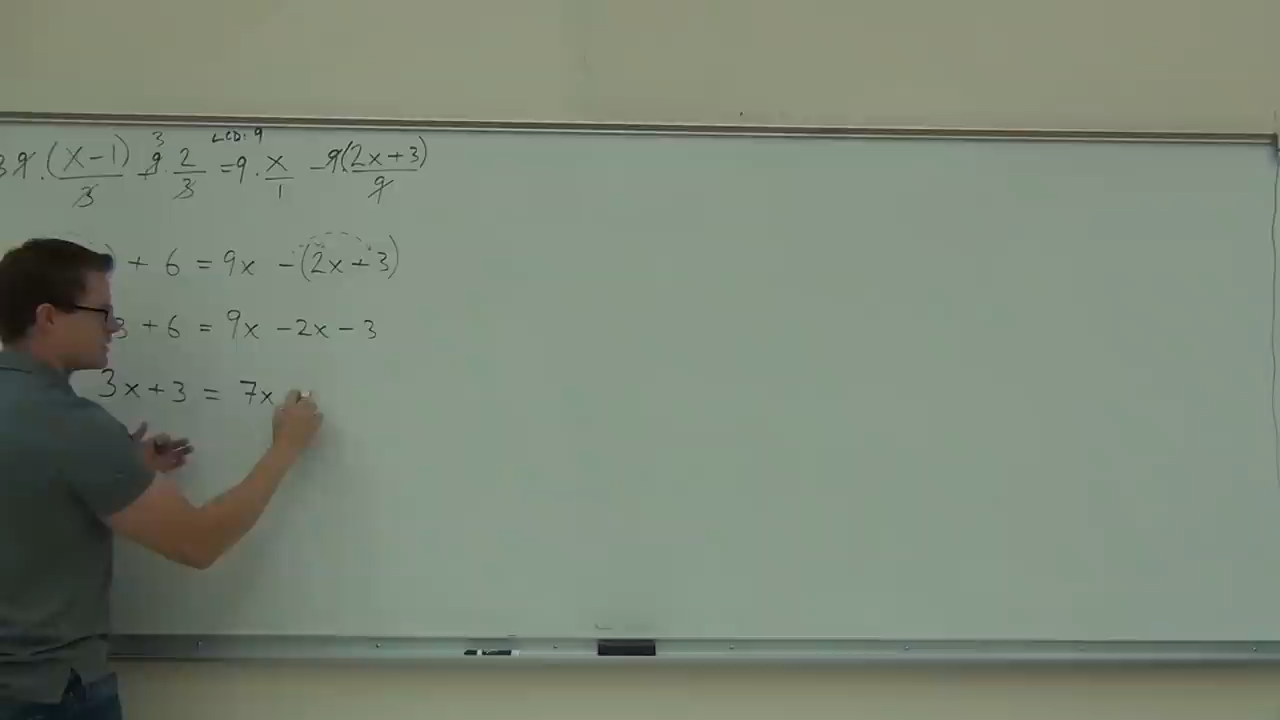 LCD: 9
39·(x-1)/3 + 3 9·2/3 = 9·x/1 - 9(2x+3)/9
) + 6 = 9x -(2x+3)
3 + 6 = 9x -2x - 3
3x+3 = 7x